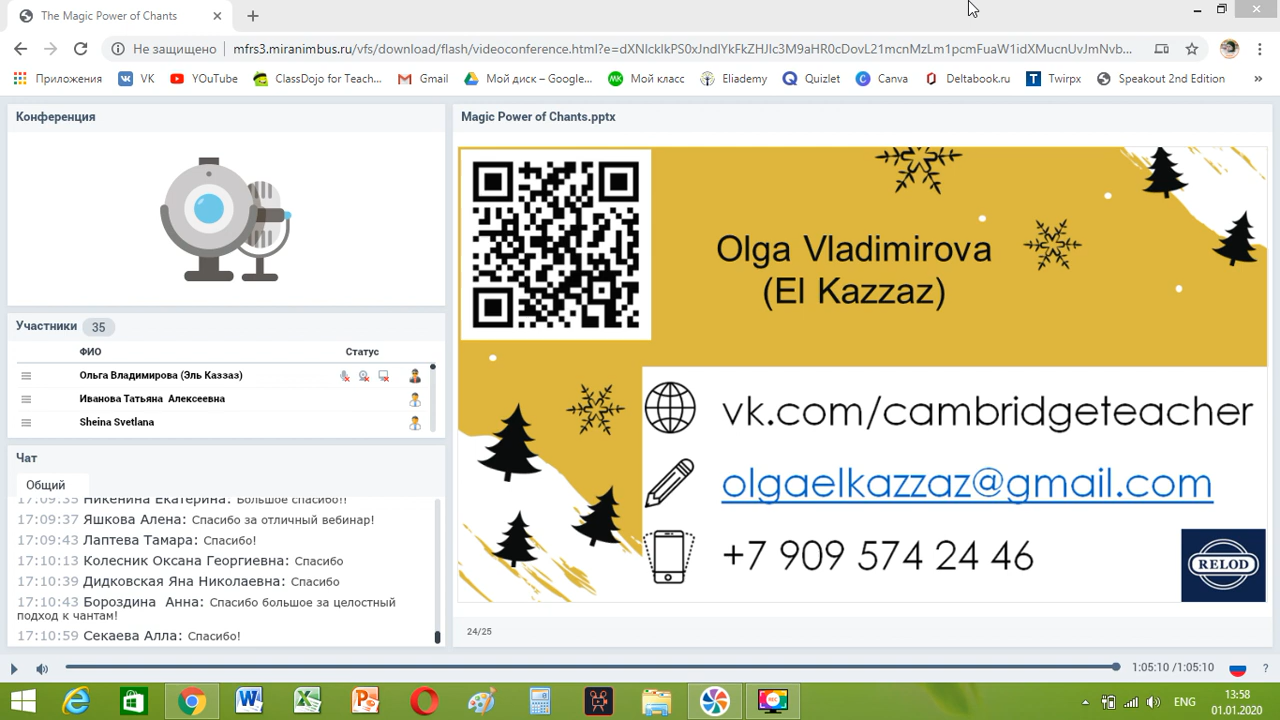 The Magic Power of Chants
Не защищено
mfrs3.miranimbus.ru/vfs/download/flash/videoconference.html?e=dXNlcklkPS0xJndlYkFkZHJlc3M9aHR0cDovL21mcnMzLm1pcmFuaW1idXMucnUvJmNvb...
Приложения
VK
YOutube
ClassDojo for Teach...
Gmail
Мой диск – Google...
Мой класс
Eliademy
Quizlet
Canva
Deltabook.ru
Twirpx
Speakout 2nd Edition
Конференция
Magic Power of Chants.pptx
Olga Vladimirova
(El Kazzaz)
vk.com/cambridgeteacher
olgaelkazzaz@gmail.com
+7 909 574 24 46
RELOD
24/25
Участники 35
ФИО Статус
Ольга Владимирова (Эль Каззаз)
Иванова Татьяна Алексеевна
Sheina Svetlana
Чат
Общий
17:09:35 Никенина Екатерина: Большое спасибо!!
17:09:37 Яшкова Алена: Спасибо за отличный вебинар!
17:09:43 Лаптева Тамара: Спасибо!
17:10:13 Колесник Оксана Георгиевна: Спасибо
17:10:39 Дидковская Яна Николаевна: Спасибо
17:10:43 Бороздина Анна: Спасибо большое за целостный
подход к чантам!
17:10:59 Секаева Алла: Спасибо!
1:05:10 /1:05:10
?
ENG
13:58
01.01.2020